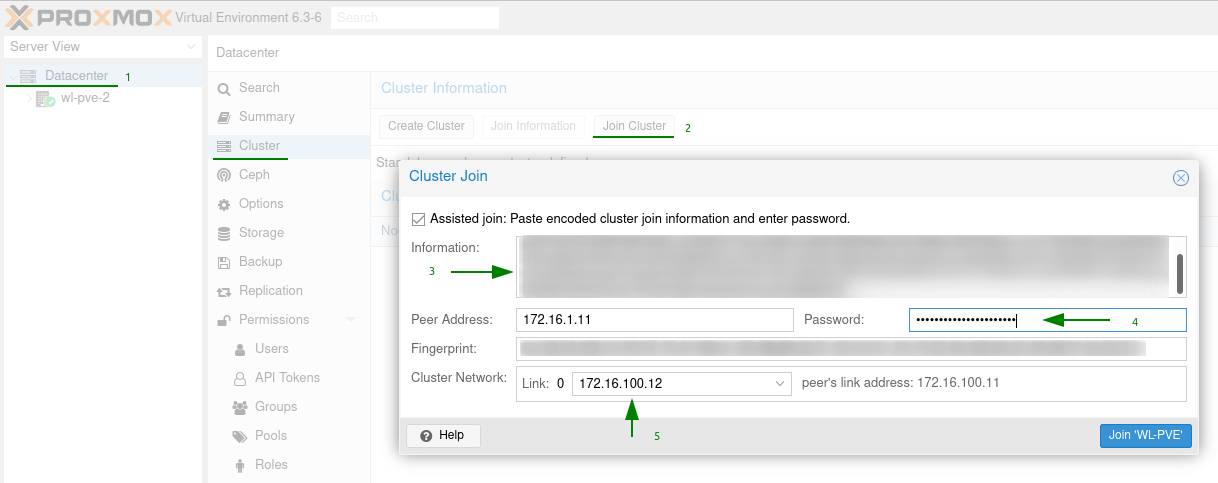 PROXMOX Virtual Environment 6.3-6 Search
Server View
Datacenter 1
wl-pve-2
Datacenter
Search
Summary
Cluster
Ceph
Options
Storage
Backup
Replication
Permissions
Users
API Tokens
Groups
Pools
Roles
Cluster Information
Create Cluster Join Information Join Cluster 2
Cluster Join
Assisted join: Paste encoded cluster join information and enter password.
Information: 3
Peer Address: 172.16.1.11 Password: 4
Fingerprint:
Cluster Network: Link: 0 172.16.100.12 peer's link address: 172.16.100.11
5
Help Join 'WL-PVE'